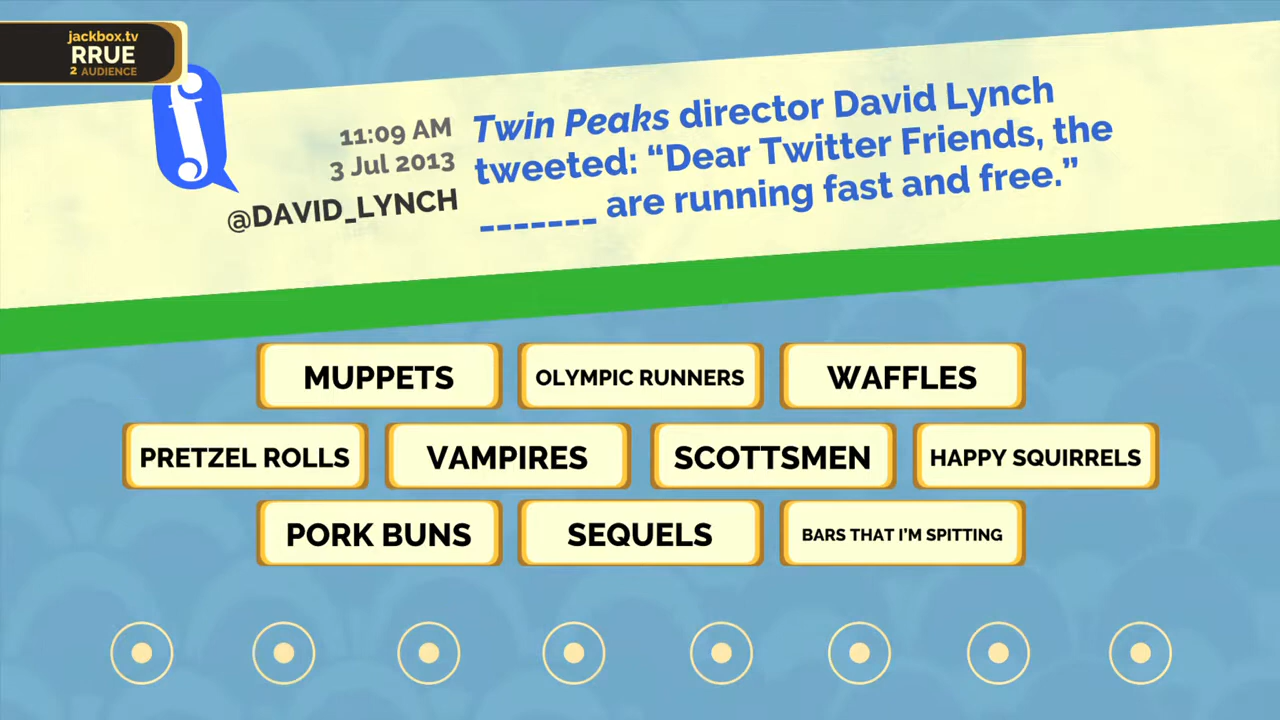 jackbox.tv
RRUE
2 AUDIENCE
f
11:09 AM
3 Jul 2013
@DAVID_LYNCH
Twin Peaks director David Lynch
tweeted: “Dear Twitter Friends, the
_______ are running fast and free.”
MUPPETS
OLYMPIC RUNNERS
WAFFLES
PRETZEL ROLLS
VAMPIRES
SCOTTSMEN
HAPPY SQUIRRELS
PORK BUNS
SEQUELS
BARS THAT I’M SPITTING